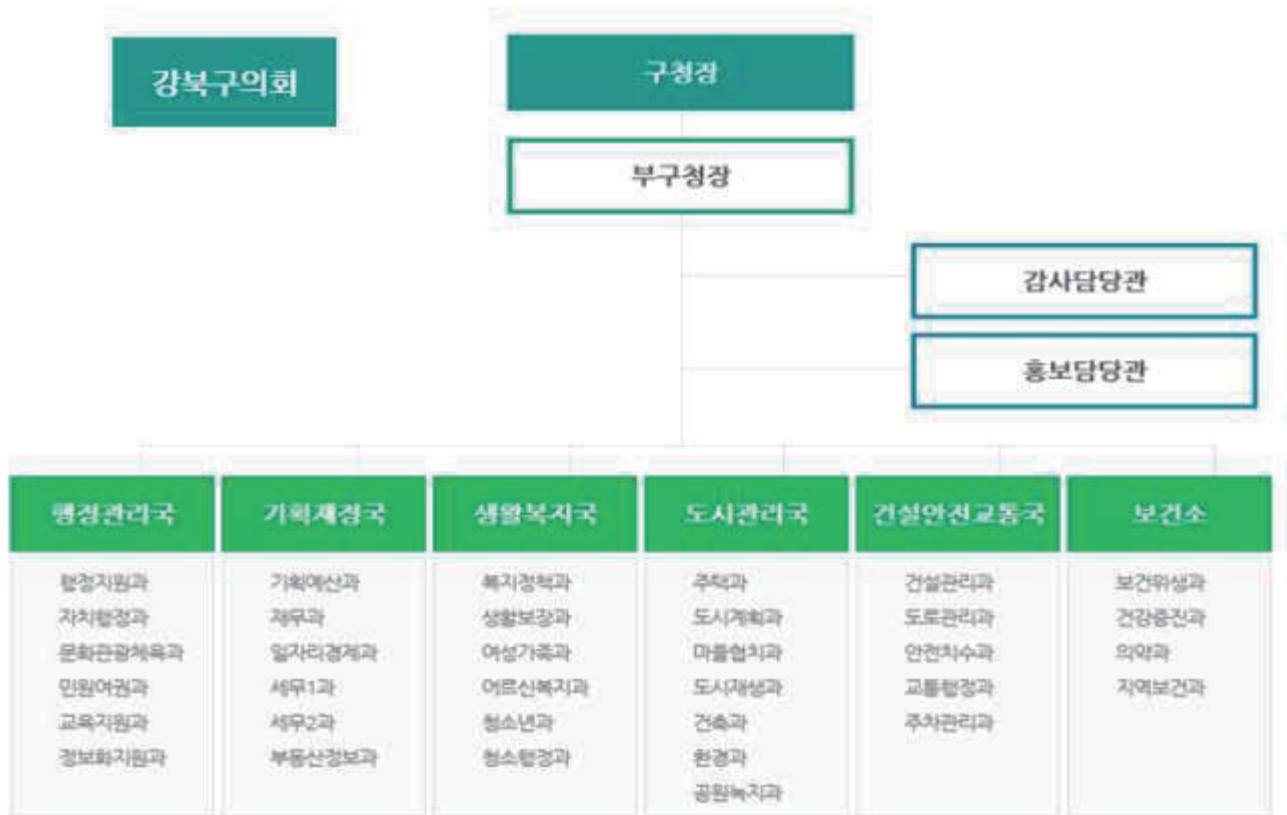 강북구의회
구청장
부구청장
감사담당관
홍보담당관
행정관리국
행정지원과
자치행정과
문화관광체육과
민원여권과
교육지원과
정보화지원과
기획재정국
기획예산과
재무과
일자리경제과
세무1과
세무2과
부동산정보과
생활복지국
복지정책과
생활보장과
여성가족과
어르신복지과
청소년과
청소행정과
도시관리국
주택과
도시계획과
마을협치과
도시재생과
건축과
환경과
공원녹지과
건설안전교통국
건설관리과
도로관리과
안전치수과
교통행정과
주차관리과
보건소
보건위생과
건강증진과
의약과
지역보건과